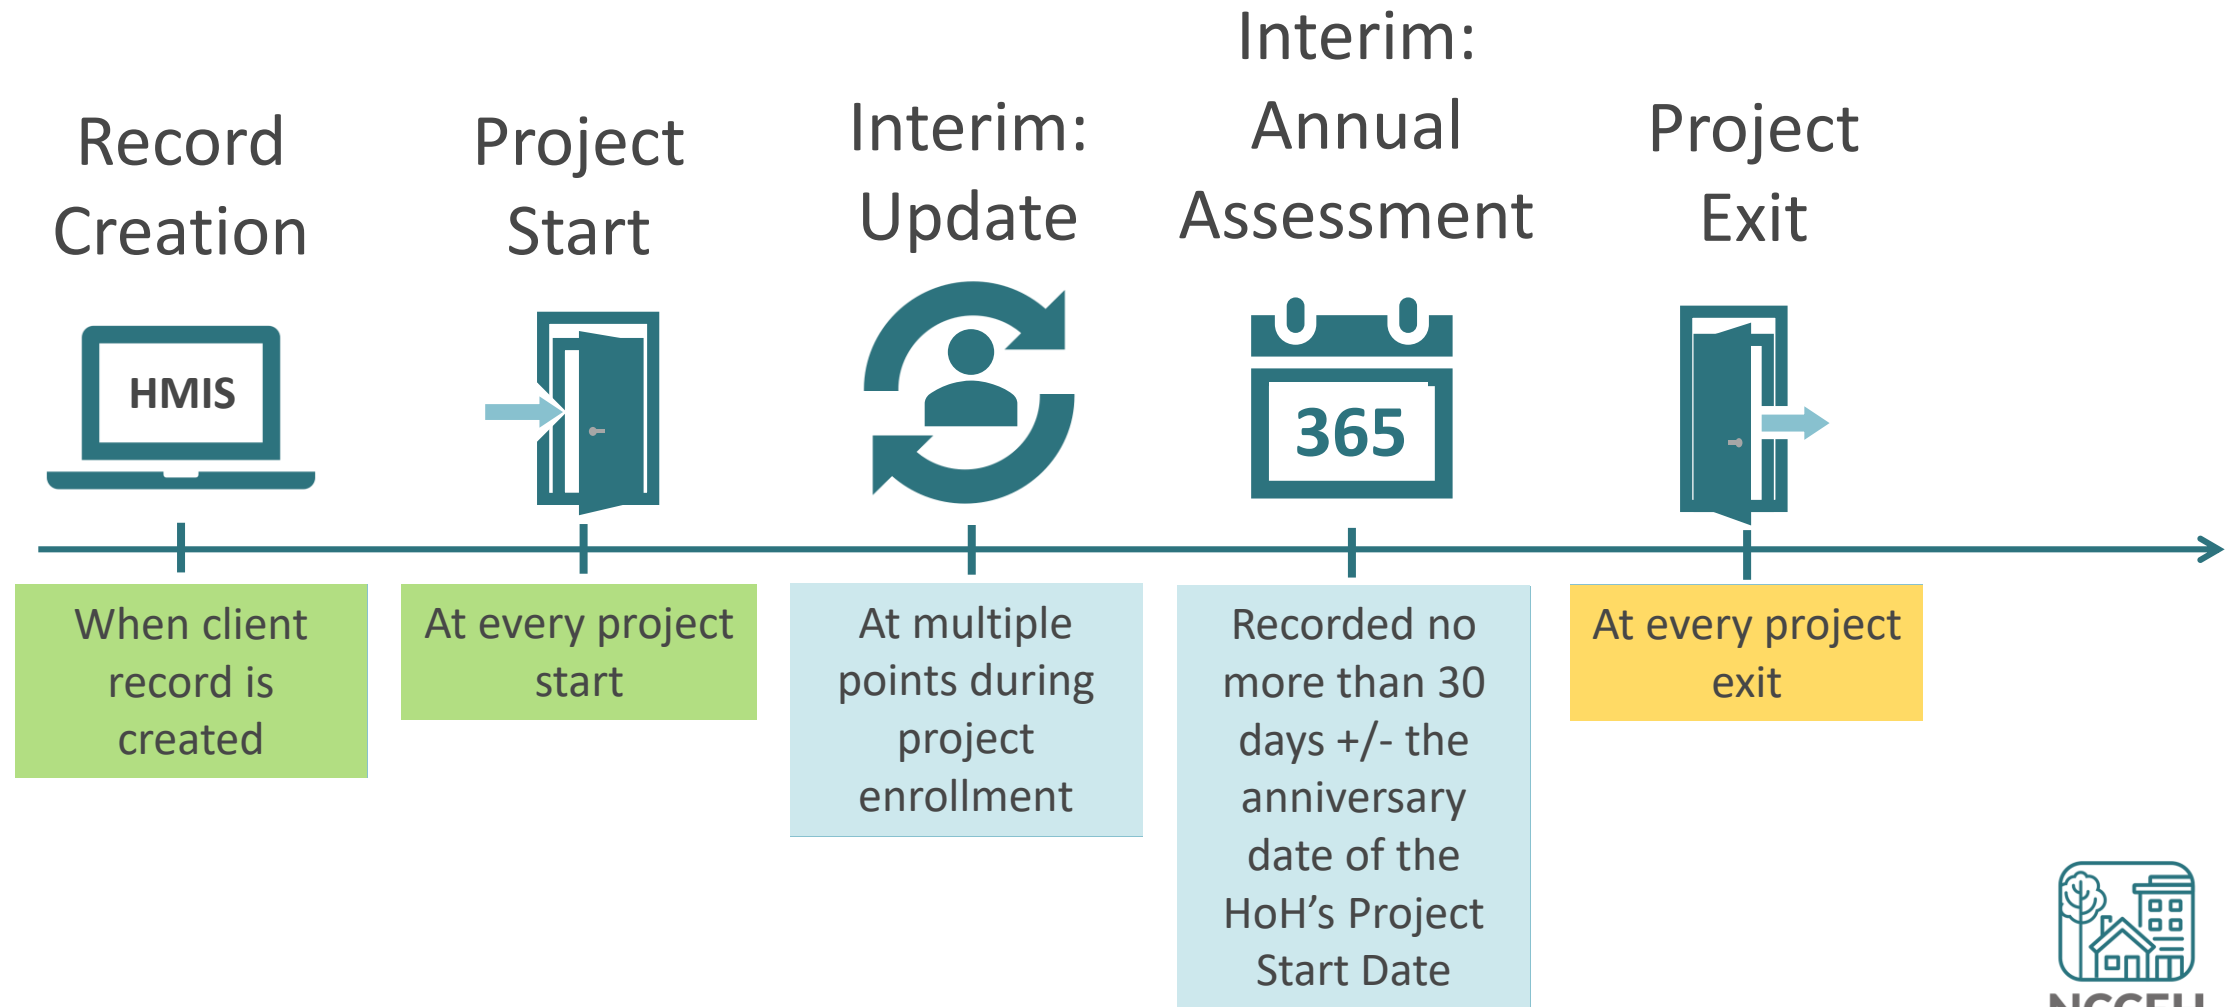 Record
Creation
Project
Start
Interim:
Update
Interim:
Annual
Assessment
Project
Exit
HMIS
365
When client
record is
created
At every project
start
At multiple
points during
project
enrollment
Recorded no
more than 30
days +/- the
anniversary
date of the
HoH’s Project
Start Date
At every project
exit
NCCEH